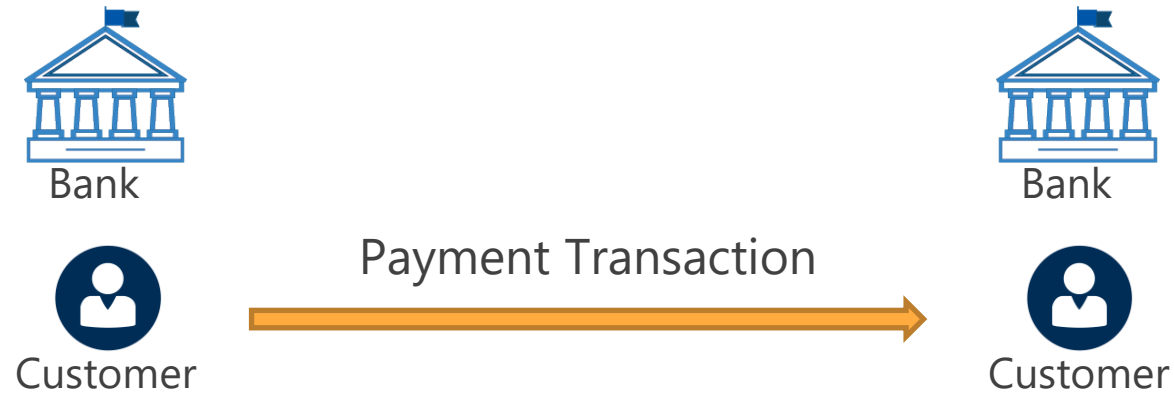 Bank
Bank
Payment Transaction
Customer
Customer